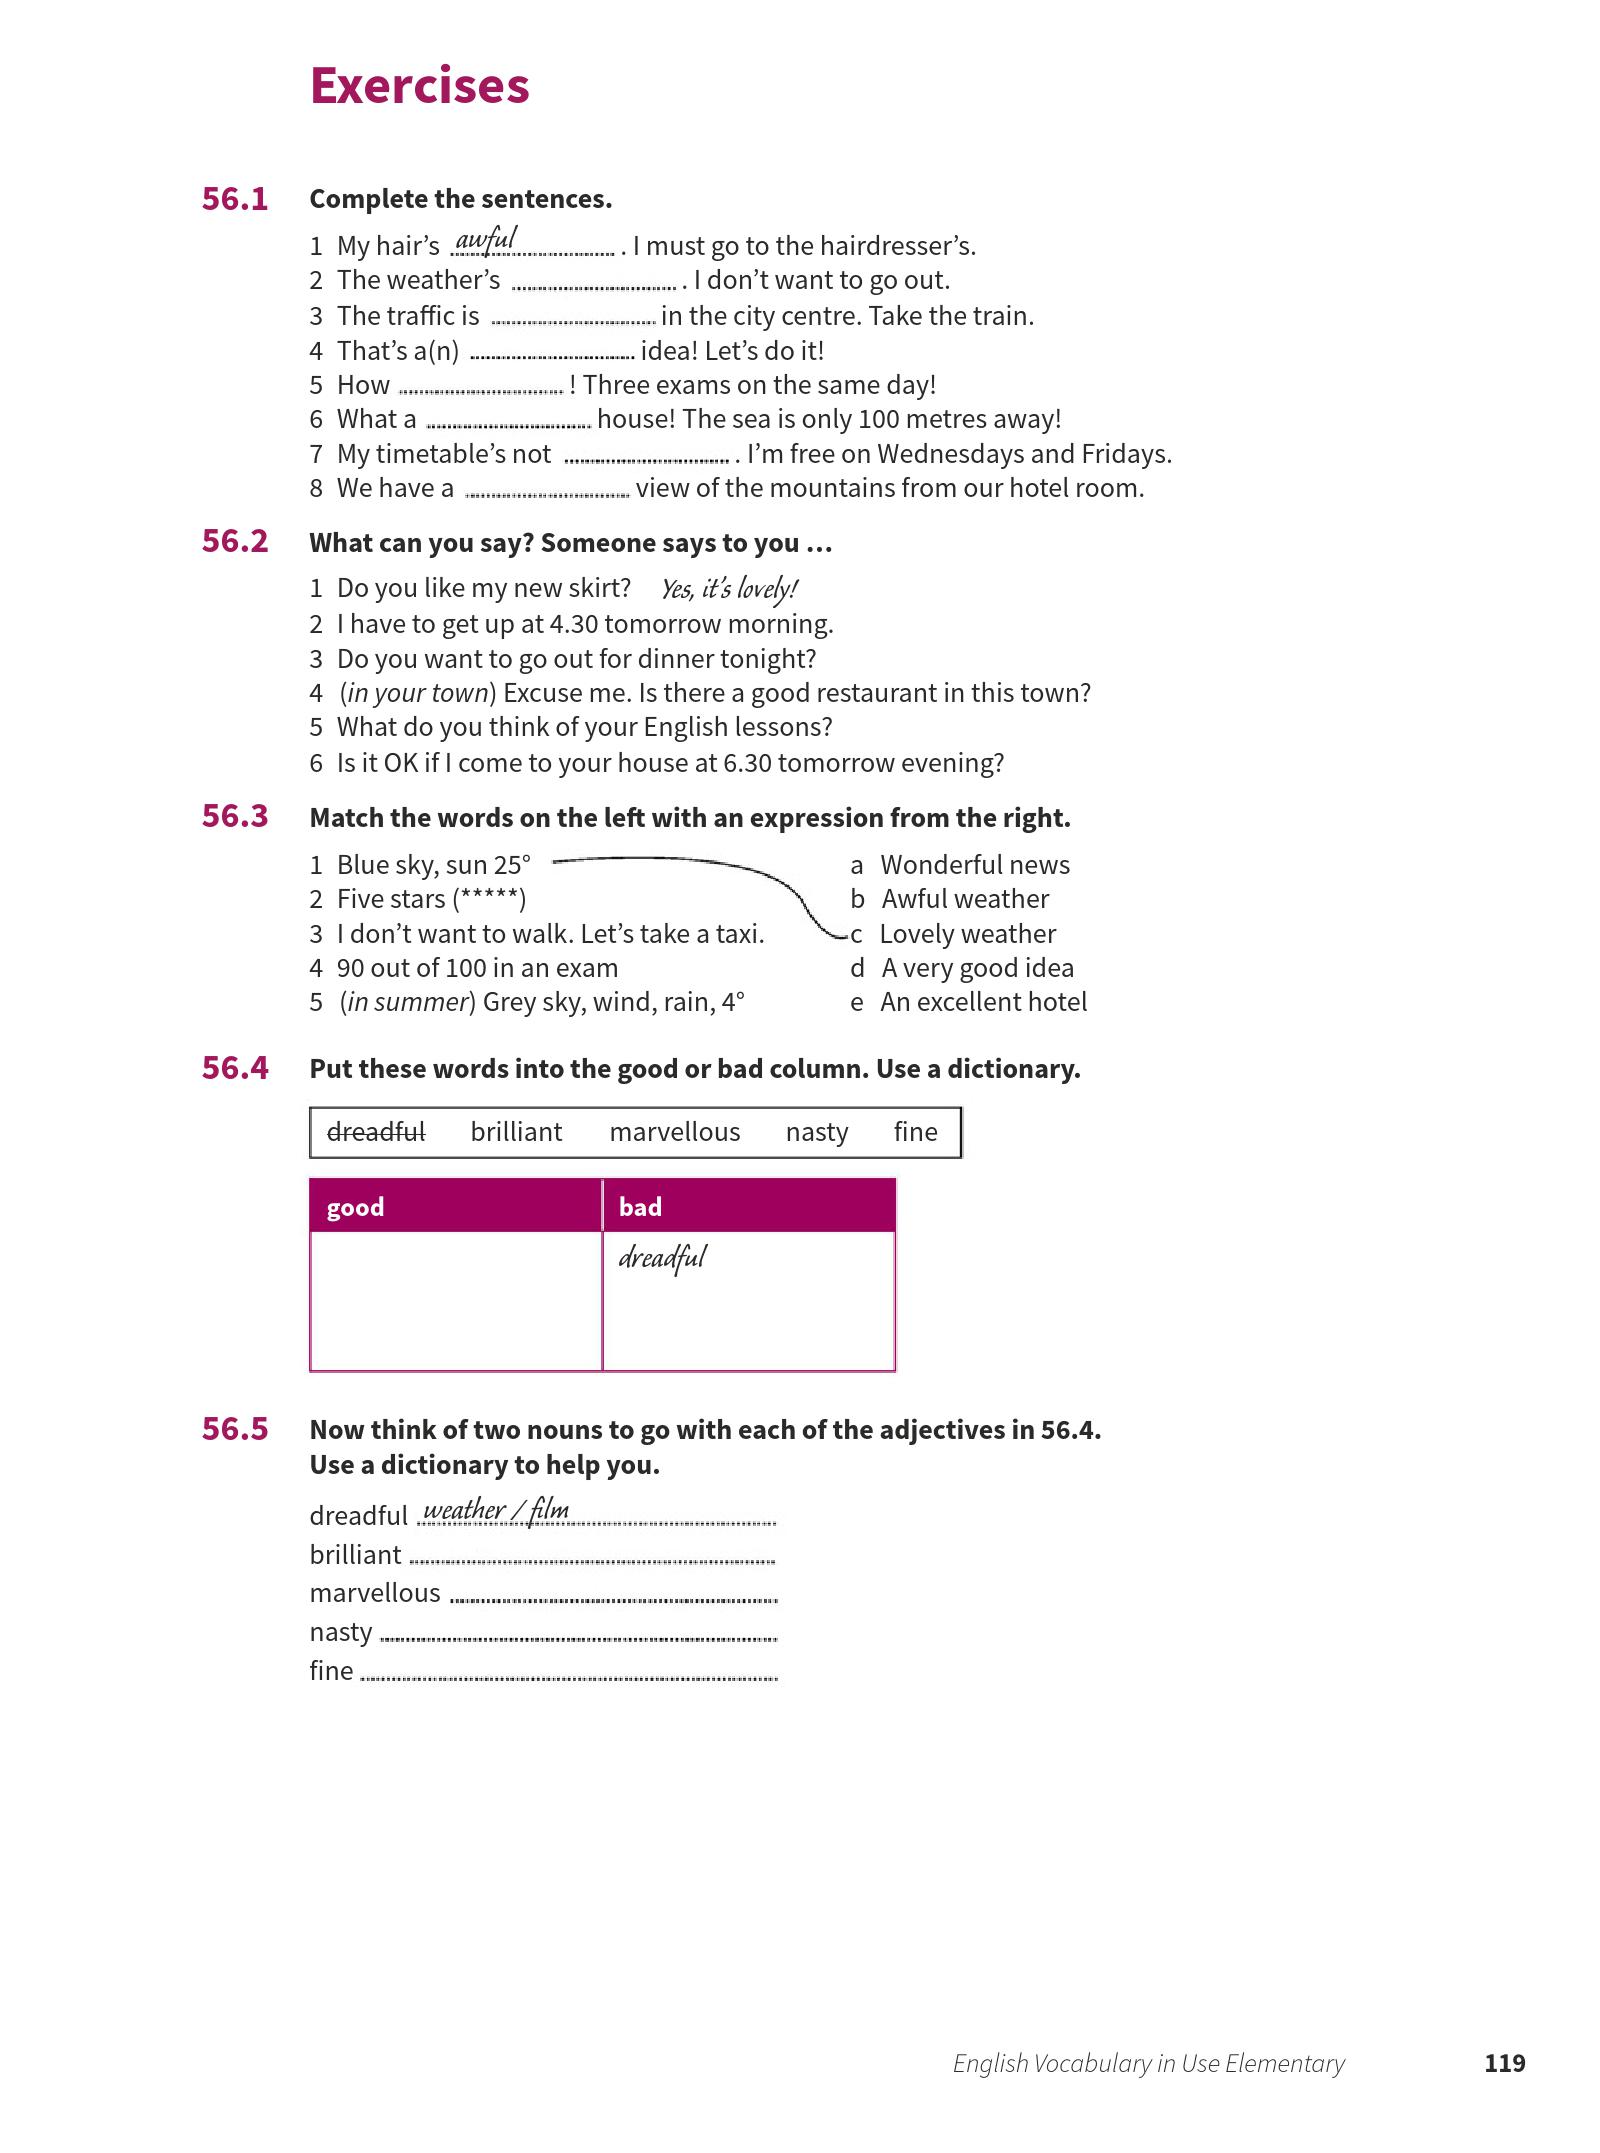 Exercises
56.1 Complete the sentences.
1 My hair's awful . I must go to the hairdresser's.
2 The weather's . I don't want to go out.
3 The traffic is in the city centre. Take the train.
4 That's a(n) idea! Let's do it!
5 How ! Three exams on the same day!
6 What a house! The sea is only 100 metres away!
7 My timetable's not . I'm free on Wednesdays and Fridays.
8 We have a view of the mountains from our hotel room.
56.2 What can you say? Someone says to you …
1 Do you like my new skirt? Yes, it's lovely!
2 I have to get up at 4.30 tomorrow morning.
3 Do you want to go out for dinner tonight?
4 (in your town) Excuse me. Is there a good restaurant in this town?
5 What do you think of your English lessons?
6 Is it OK if I come to your house at 6.30 tomorrow evening?
56.3 Match the words on the left with an expression from the right.
1 Blue sky, sun 25° a Wonderful news
2 Five stars (*****) b Awful weather
3 I don't want to walk. Let's take a taxi. c Lovely weather
4 90 out of 100 in an exam d A very good idea
5 (in summer) Grey sky, wind, rain, 4° e An excellent hotel
56.4 Put these words into the good or bad column. Use a dictionary.
dreadful brilliant marvellous nasty fine
good bad
dreadful
56.5 Now think of two nouns to go with each of the adjectives in 56.4.
Use a dictionary to help you.
dreadful weather / film
brilliant
marvellous
nasty
fine
English Vocabulary in Use Elementary 119